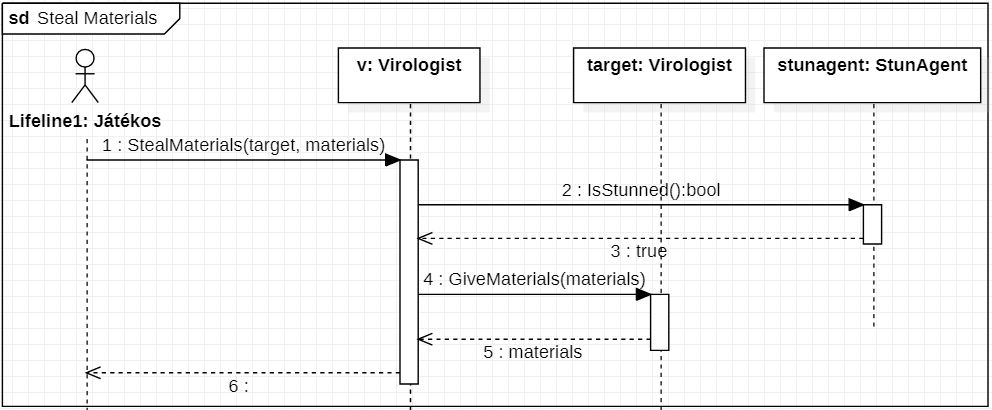 sd Steal Materials
v: Virologist
target: Virologist
stunagent: StunAgent
Lifeline1: Játékos
1 : StealMaterials(target, materials)
2 : IsStunned():bool
3 : true
4 : GiveMaterials(materials)
5 : materials
6 :